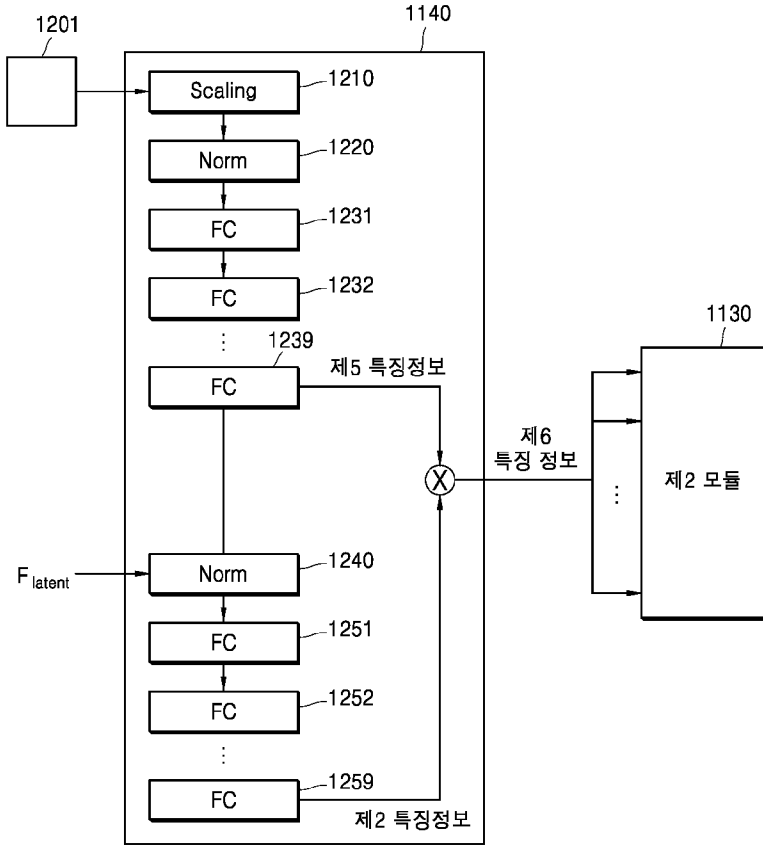 1201
1140
Scaling
1210
Norm
1220
FC
1231
FC
1232
⋮
1239
FC
제5 특징정보
1130
제6
특징 정보
X
⋮
제2 모듈
F latent
Norm
1240
FC
1251
FC
1252
⋮
FC
1259
제2 특징정보